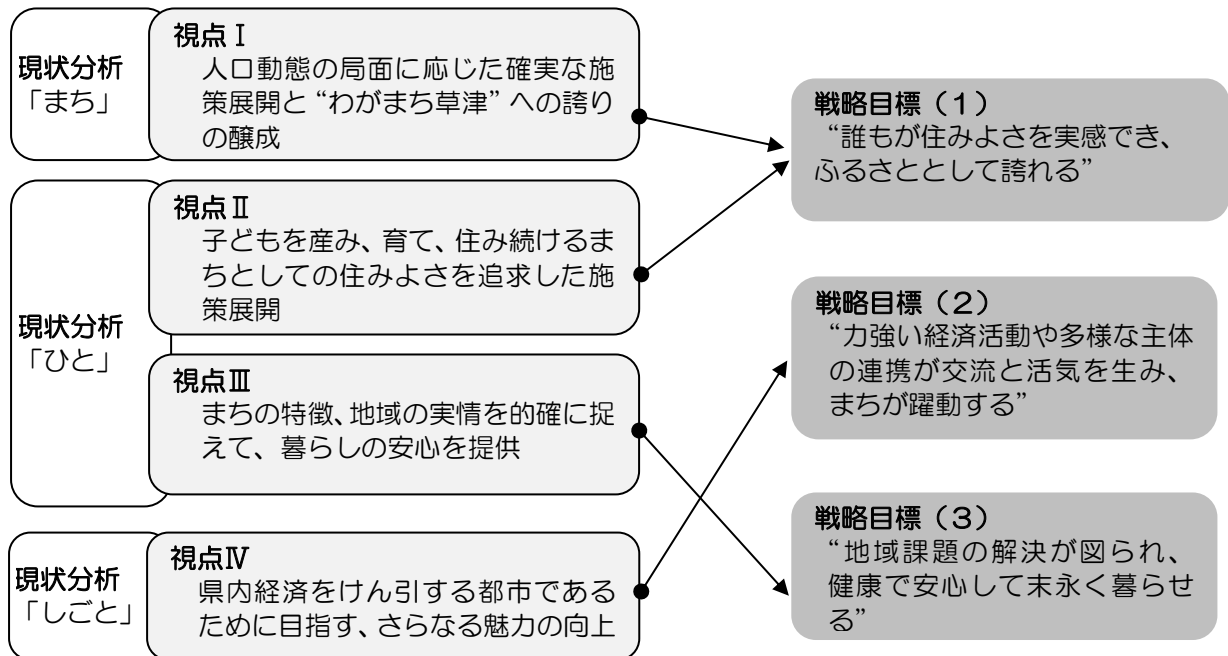 現状分析
「まち」
視点Ⅰ
人口動態の局面に応じた確実な施
策展開と“わがまち草津”への誇り
の醸成
現状分析
「ひと」
視点Ⅱ
子どもを産み、育て、住み続けるま
ちとしての住みよさを追求した施
策展開
視点Ⅲ
まちの特徴、地域の実情を的確に捉
えて、暮らしの安心を提供
現状分析
「しごと」
視点Ⅳ
県内経済をけん引する都市である
ために目指す、さらなる魅力の向上
戦略目標（１）
“誰もが住みよさを実感でき、
ふるさととして誇れる”
戦略目標（２）
“力強い経済活動や多様な主体
の連携が交流と活気を生み、
まちが躍動する”
戦略目標（３）
“地域課題の解決が図られ、
健康で安心して末永く暮らせ
る”